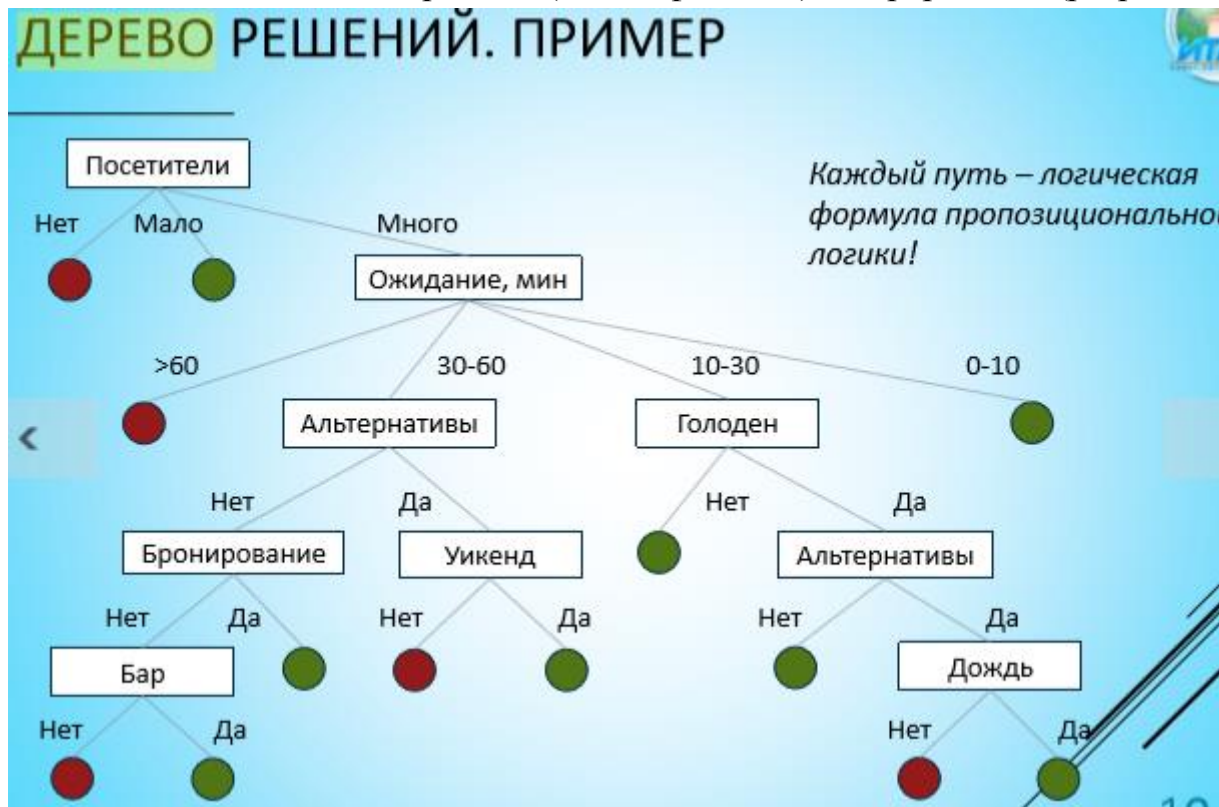 ДЕРЕВО РЕШЕНИЙ. ПРИМЕР
Посетители
Каждый путь – логическая
формула пропозиционально
логики!
Нет Мало Много
Ожидание, мин
>60 30-60 10-30 0-10
Альтернативы Голоден
Нет Да Нет Да
Бронирование Уикенд Альтернативы
Нет Да Нет Да Нет Да
Бар Дождь
Нет Да Нет Да